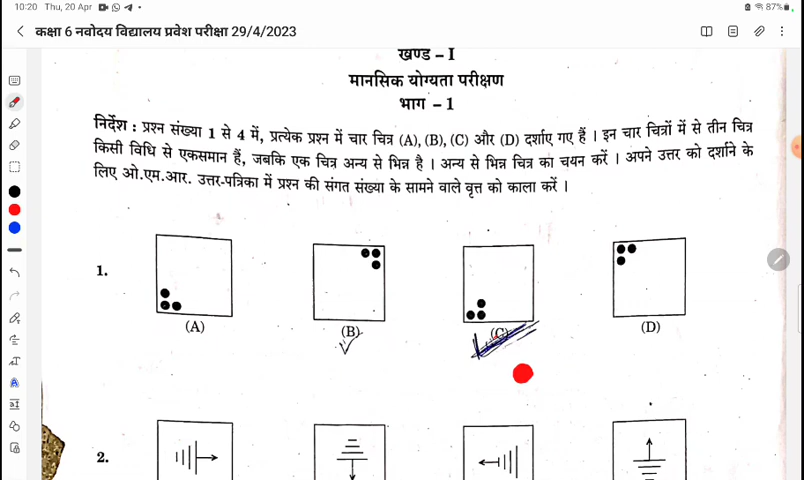 10:20 Thu, 20 Apr 87%
कक्षा 6 नवोदय विद्यालय प्रवेश परीक्षा 29/4/2023
खण्ड – I
मानसिक योग्यता परीक्षण
भाग – 1
निर्देश : प्रश्न संख्या 1 से 4 में, प्रत्येक प्रश्न में चार चित्र (A), (B), (C) और (D) दर्शाए गए हैं । इन चार चित्रों में से तीन चित्र
किसी विधि से एकसमान हैं, जबकि एक चित्र अन्य से भिन्न है । अन्य से भिन्न चित्र का चयन करें । अपने उत्तर को दर्शाने के
लिए ओ.एम.आर. उत्तर-पत्रिका में प्रश्न की संगत संख्या के सामने वाले वृत्त को काला करें ।
1.
(A) (B) (C) (D)
2.